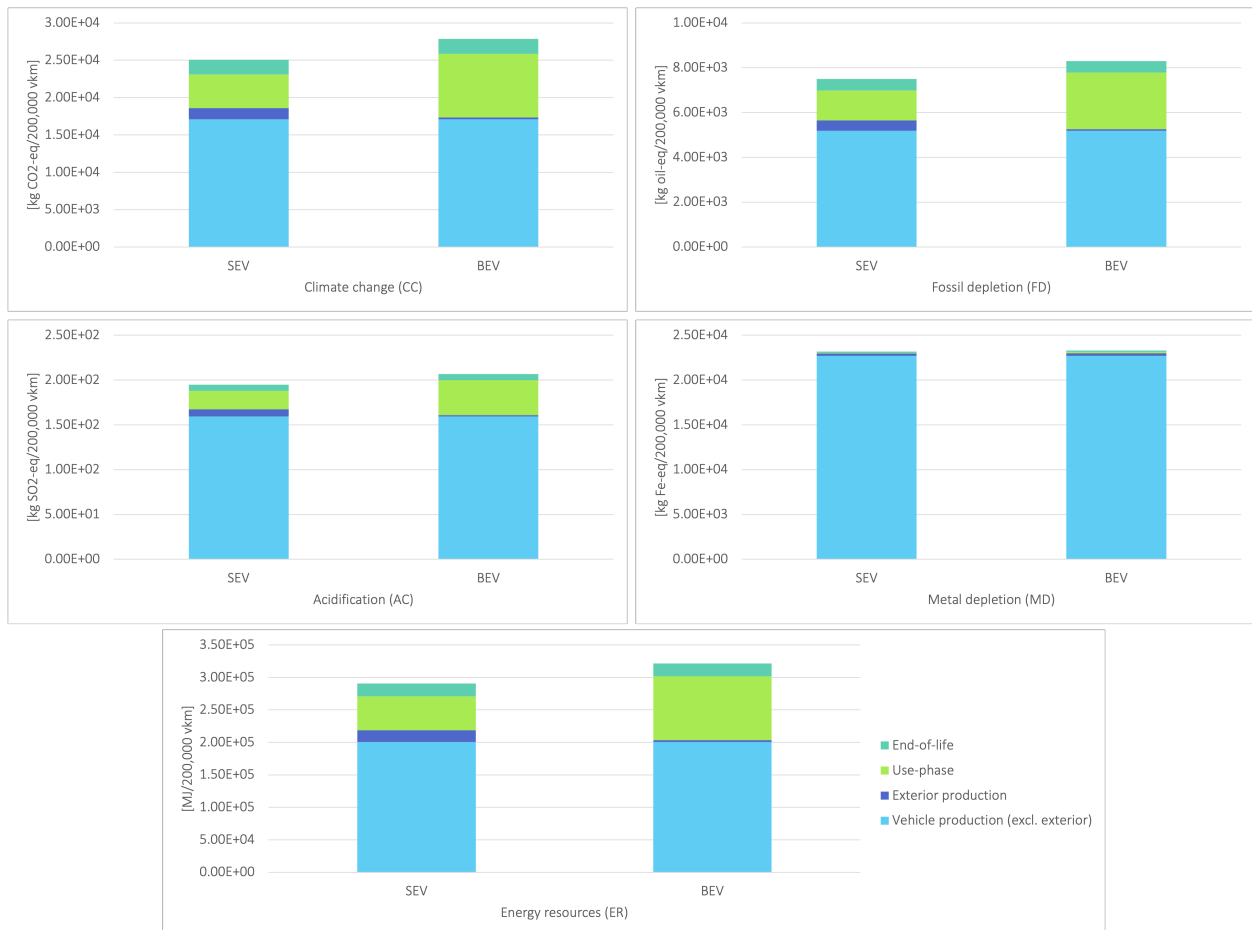 [kg CO2-eq/200,000 vkm]
3.00E+04
2.50E+04
2.00E+04
1.50E+04
1.00E+04
5.00E+03
0.00E+00
SEV BEV
Climate change (CC)
[kg oil-eq/200,000 vkm]
1.00E+04
8.00E+03
6.00E+03
4.00E+03
2.00E+03
0.00E+00
SEV BEV
Fossil depletion (FD)
[kg SO2-eq/200,000 vkm]
2.50E+02
2.00E+02
1.50E+02
1.00E+02
5.00E+01
0.00E+00
SEV BEV
Acidification (AC)
[kg Fe-eq/200,000 vkm]
2.50E+04
2.00E+04
1.50E+04
1.00E+04
5.00E+03
0.00E+00
SEV BEV
Metal depletion (MD)
[MJ/200,000 vkm]
3.50E+05
3.00E+05
2.50E+05
2.00E+05
1.50E+05
1.00E+05
5.00E+04
0.00E+00
SEV BEV
Energy resources (ER)
End-of-life
Use-phase
Exterior production
Vehicle production (excl. exterior)